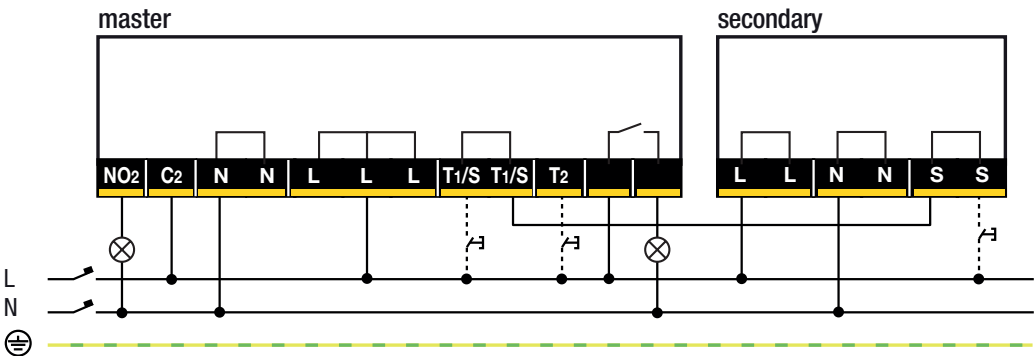 master secondary
NO2 C2 N N L L L T1/S T1/S T2 L L N N S S
L
N